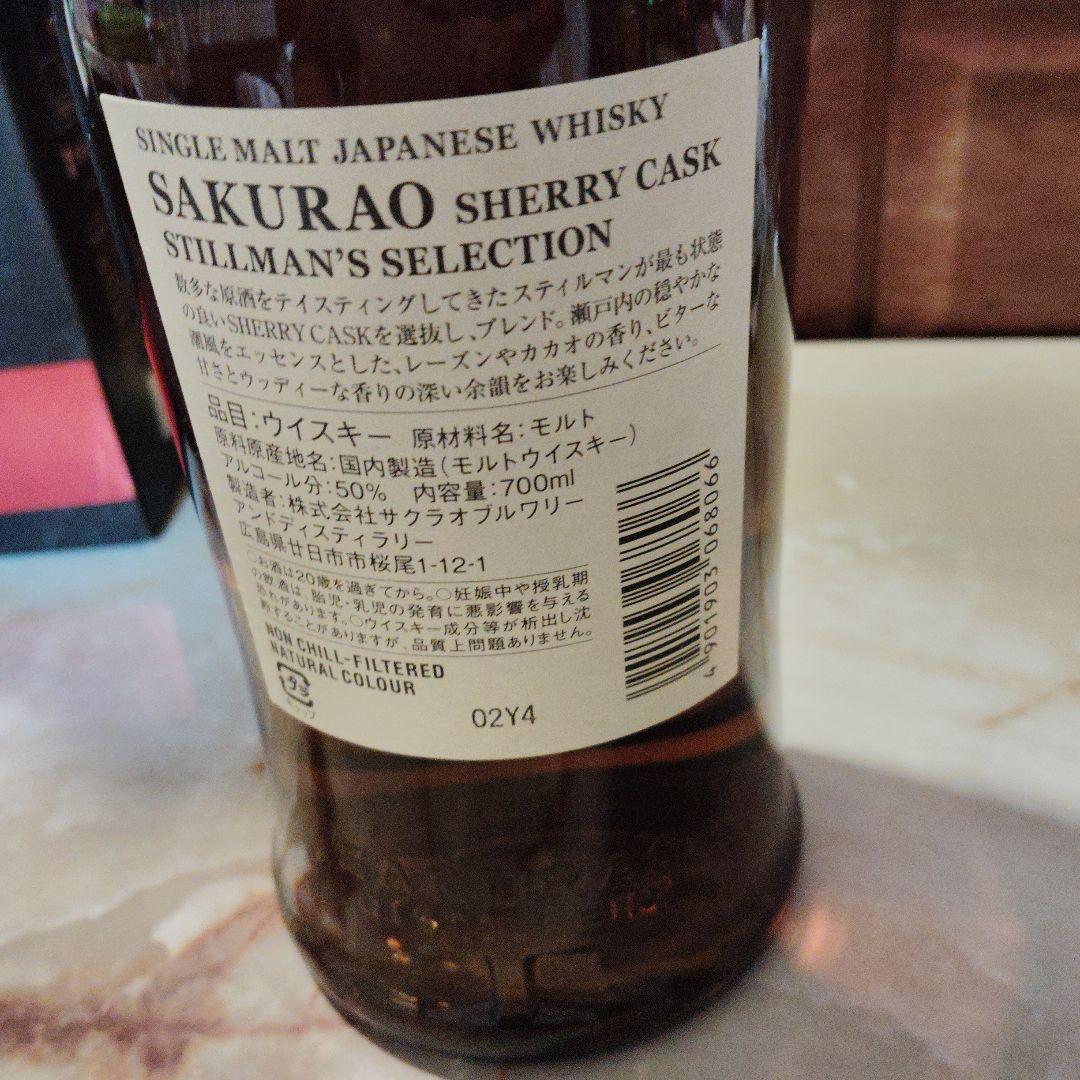 SINGLE MALT JAPANESE WHISKY
SAKURAO SHERRY CASK
STILLMAN'S SELECTION
数多な原酒をテイスティングしてきたスティルマンが最も状態
の良いSHERRY CASKを選抜し、ブレンド。瀬戸内の穏やかな
潮風をエッセンスとした、レーズンやカカオの香り、ビターな
甘さとウッディーな香りの深い余韻をお楽しみください。
品目：ウイスキー 原材料名：モルト
原料原産地名：国内製造（モルトウイスキー）
アルコール分：50% 内容量：700ml
製造者：株式会社サクラオブルワリー
アンドディスティラリー
広島県廿日市市桜尾1-12-1
○お酒は20歳を過ぎてから。○妊娠中や授乳期
の飲酒は、胎児・乳児の発育に悪影響を与える
恐れがあります。○ウイスキー成分等が析出し沈
殿することがありますが、品質上問題ありません。
NON CHILL-FILTERED
NATURAL COLOUR
02Y4
4901903068066